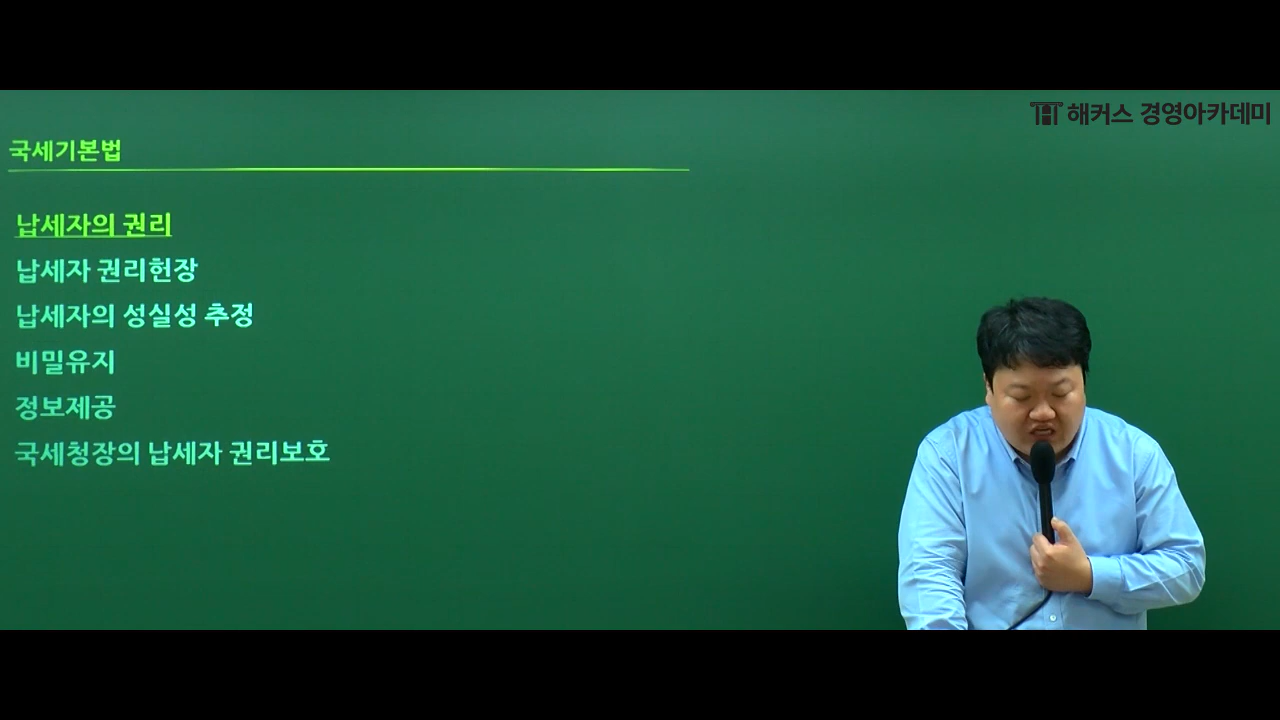 해커스 경영아카데미
국세기본법
납세자의 권리
납세자 권리헌장
납세자의 성실성 추정
비밀유지
정보제공
국세청장의 납세자 권리보호